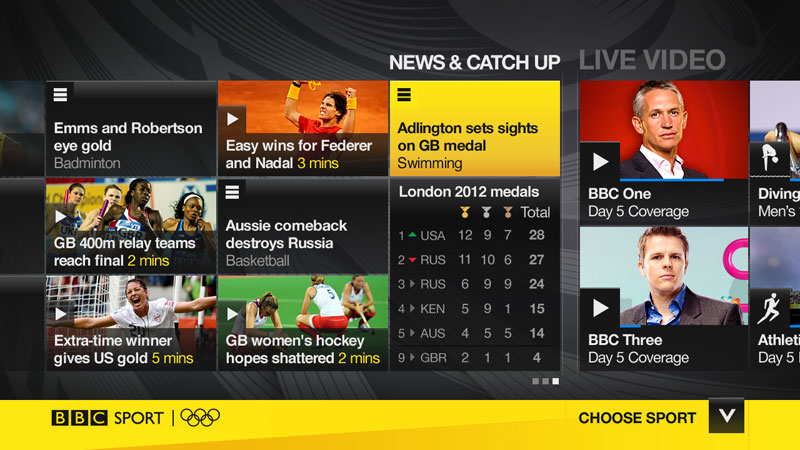 NEWS & CATCH UP
LIVE VIDEO
Emms and Robertson
eye gold
Badminton
Easy wins for Federer
and Nadal 3 mins
Adlington sets sights
on GB medal
Swimming
GB 400m relay teams
reach final 2 mins
Aussie comeback
destroys Russia
Basketball
Extra-time winner
gives US gold 5 mins
GB women's hockey
hopes shattered 2 mins
London 2012 medals
Total
1 USA 12 9 7 28
2 RUS 11 10 6 27
3 RUS 6 9 9 24
4 KEN 5 9 1 15
5 AUS 4 5 5 14
9 GBR 2 1 1 4
BBC One
Day 5 Coverage
Diving
Men's
BBC Three
Day 5 Coverage
Athleti
Day 5
BBC SPORT
CHOOSE SPORT